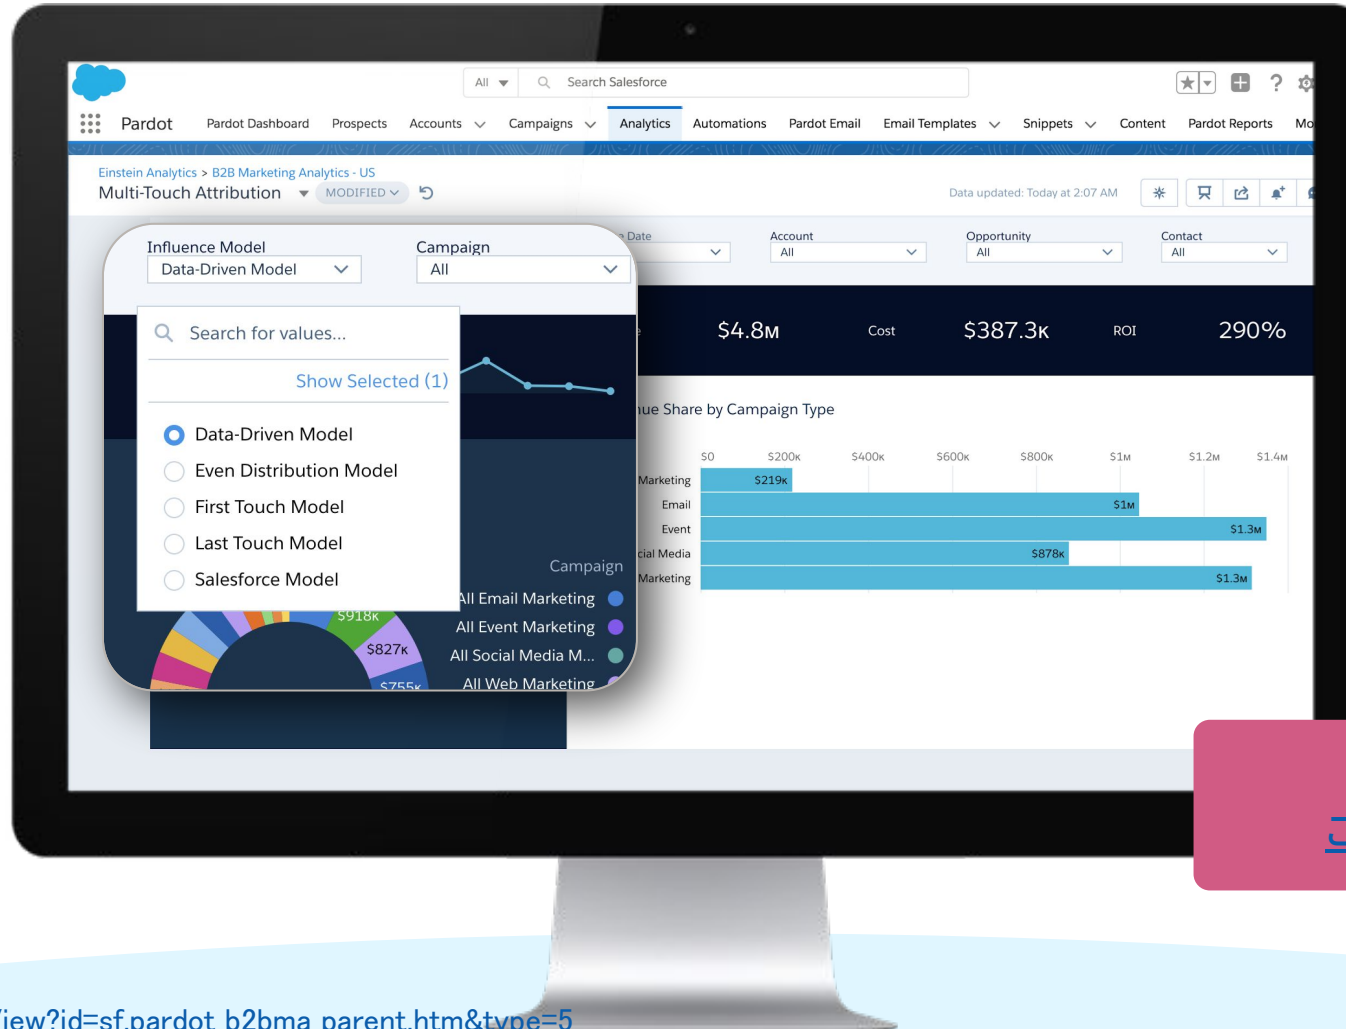 All
Search Salesforce
Pardot
Pardot Dashboard
Prospects
Accounts
Campaigns
Analytics
Automations
Pardot Email
Email Templates
Snippets
Content
Pardot Reports
Einstein Analytics > B2B Marketing Analytics - US
Multi-Touch Attribution
MODIFIED
Data updated: Today at 2:07 AM
Influence Model
Data-Driven Model
Campaign
All
Date
Account
All
Opportunity
All
Contact
All
Search for values...
Show Selected (1)
Data-Driven Model
Even Distribution Model
First Touch Model
Last Touch Model
Salesforce Model
$4.8M
Cost
$387.3K
ROI
290%
Share by Campaign Type
$0 $200K $400K $600K $800K $1M $1.2M $1.4M
Marketing $219K
Email $1M
Event $1.3M
Media $878K
Marketing $1.3M
Campaign
All Email Marketing
All Event Marketing
All Social Media M...
All Web Marketing
$918K
$827K
$755K
iew?id=sf.pardot_b2bma_parent.htm&type=5